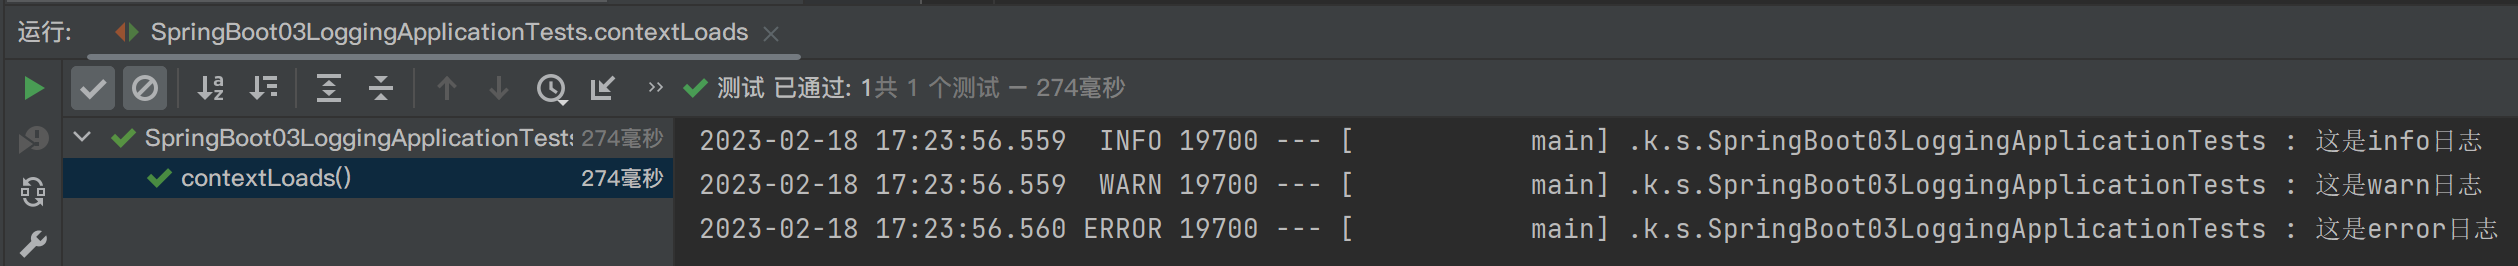 运行: SpringBoot03LoggingApplicationTests.contextLoads
测试 已通过: 1共 1 个测试 – 274毫秒
SpringBoot03LoggingApplicationTests 274毫秒
contextLoads() 274毫秒
2023-02-18 17:23:56.559  INFO 19700 --- [           main] .k.s.SpringBoot03LoggingApplicationTests : 这是info日志
2023-02-18 17:23:56.559  WARN 19700 --- [           main] .k.s.SpringBoot03LoggingApplicationTests : 这是warn日志
2023-02-18 17:23:56.560 ERROR 19700 --- [           main] .k.s.SpringBoot03LoggingApplicationTests : 这是error日志